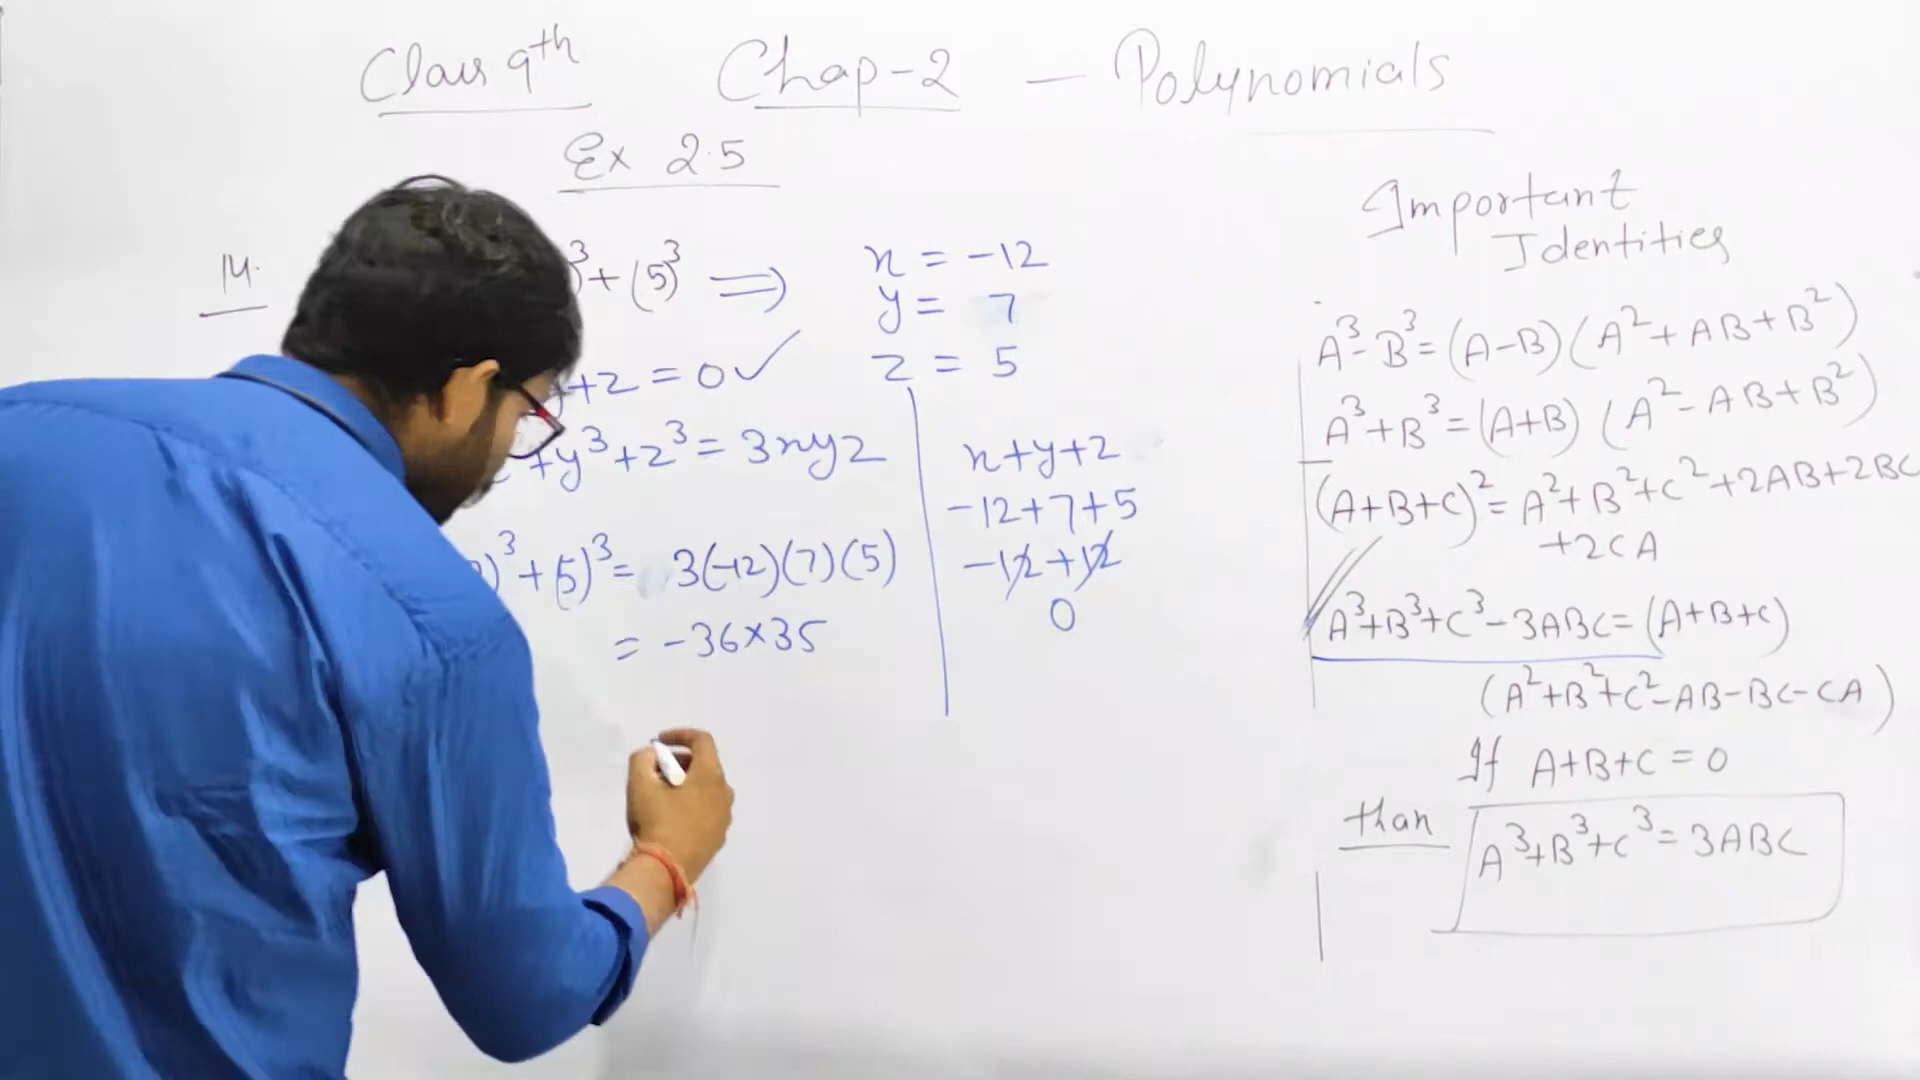 Class 9th Chap-2 - Polynomials
Ex 2.5
14. )³+(5)³ ⟹ x = -12
y = 7
z = 5
+z = 0 ✓
+y³+z³ = 3xyz
)³+(5)³ = 3(-12)(7)(5)
= -36×35
x+y+z
-12+7+5
-12+12
0
Important
Identities
A³-B³=(A-B)(A²+AB+B²)
A³+B³=(A+B)(A²-AB+B²)
(A+B+C)²=A²+B²+C²+2AB+2BC
+2CA
A³+B³+C³-3ABC=(A+B+C)
(A²+B²+C²-AB-BC-CA)
If A+B+C=0
than A³+B³+C³=3ABC